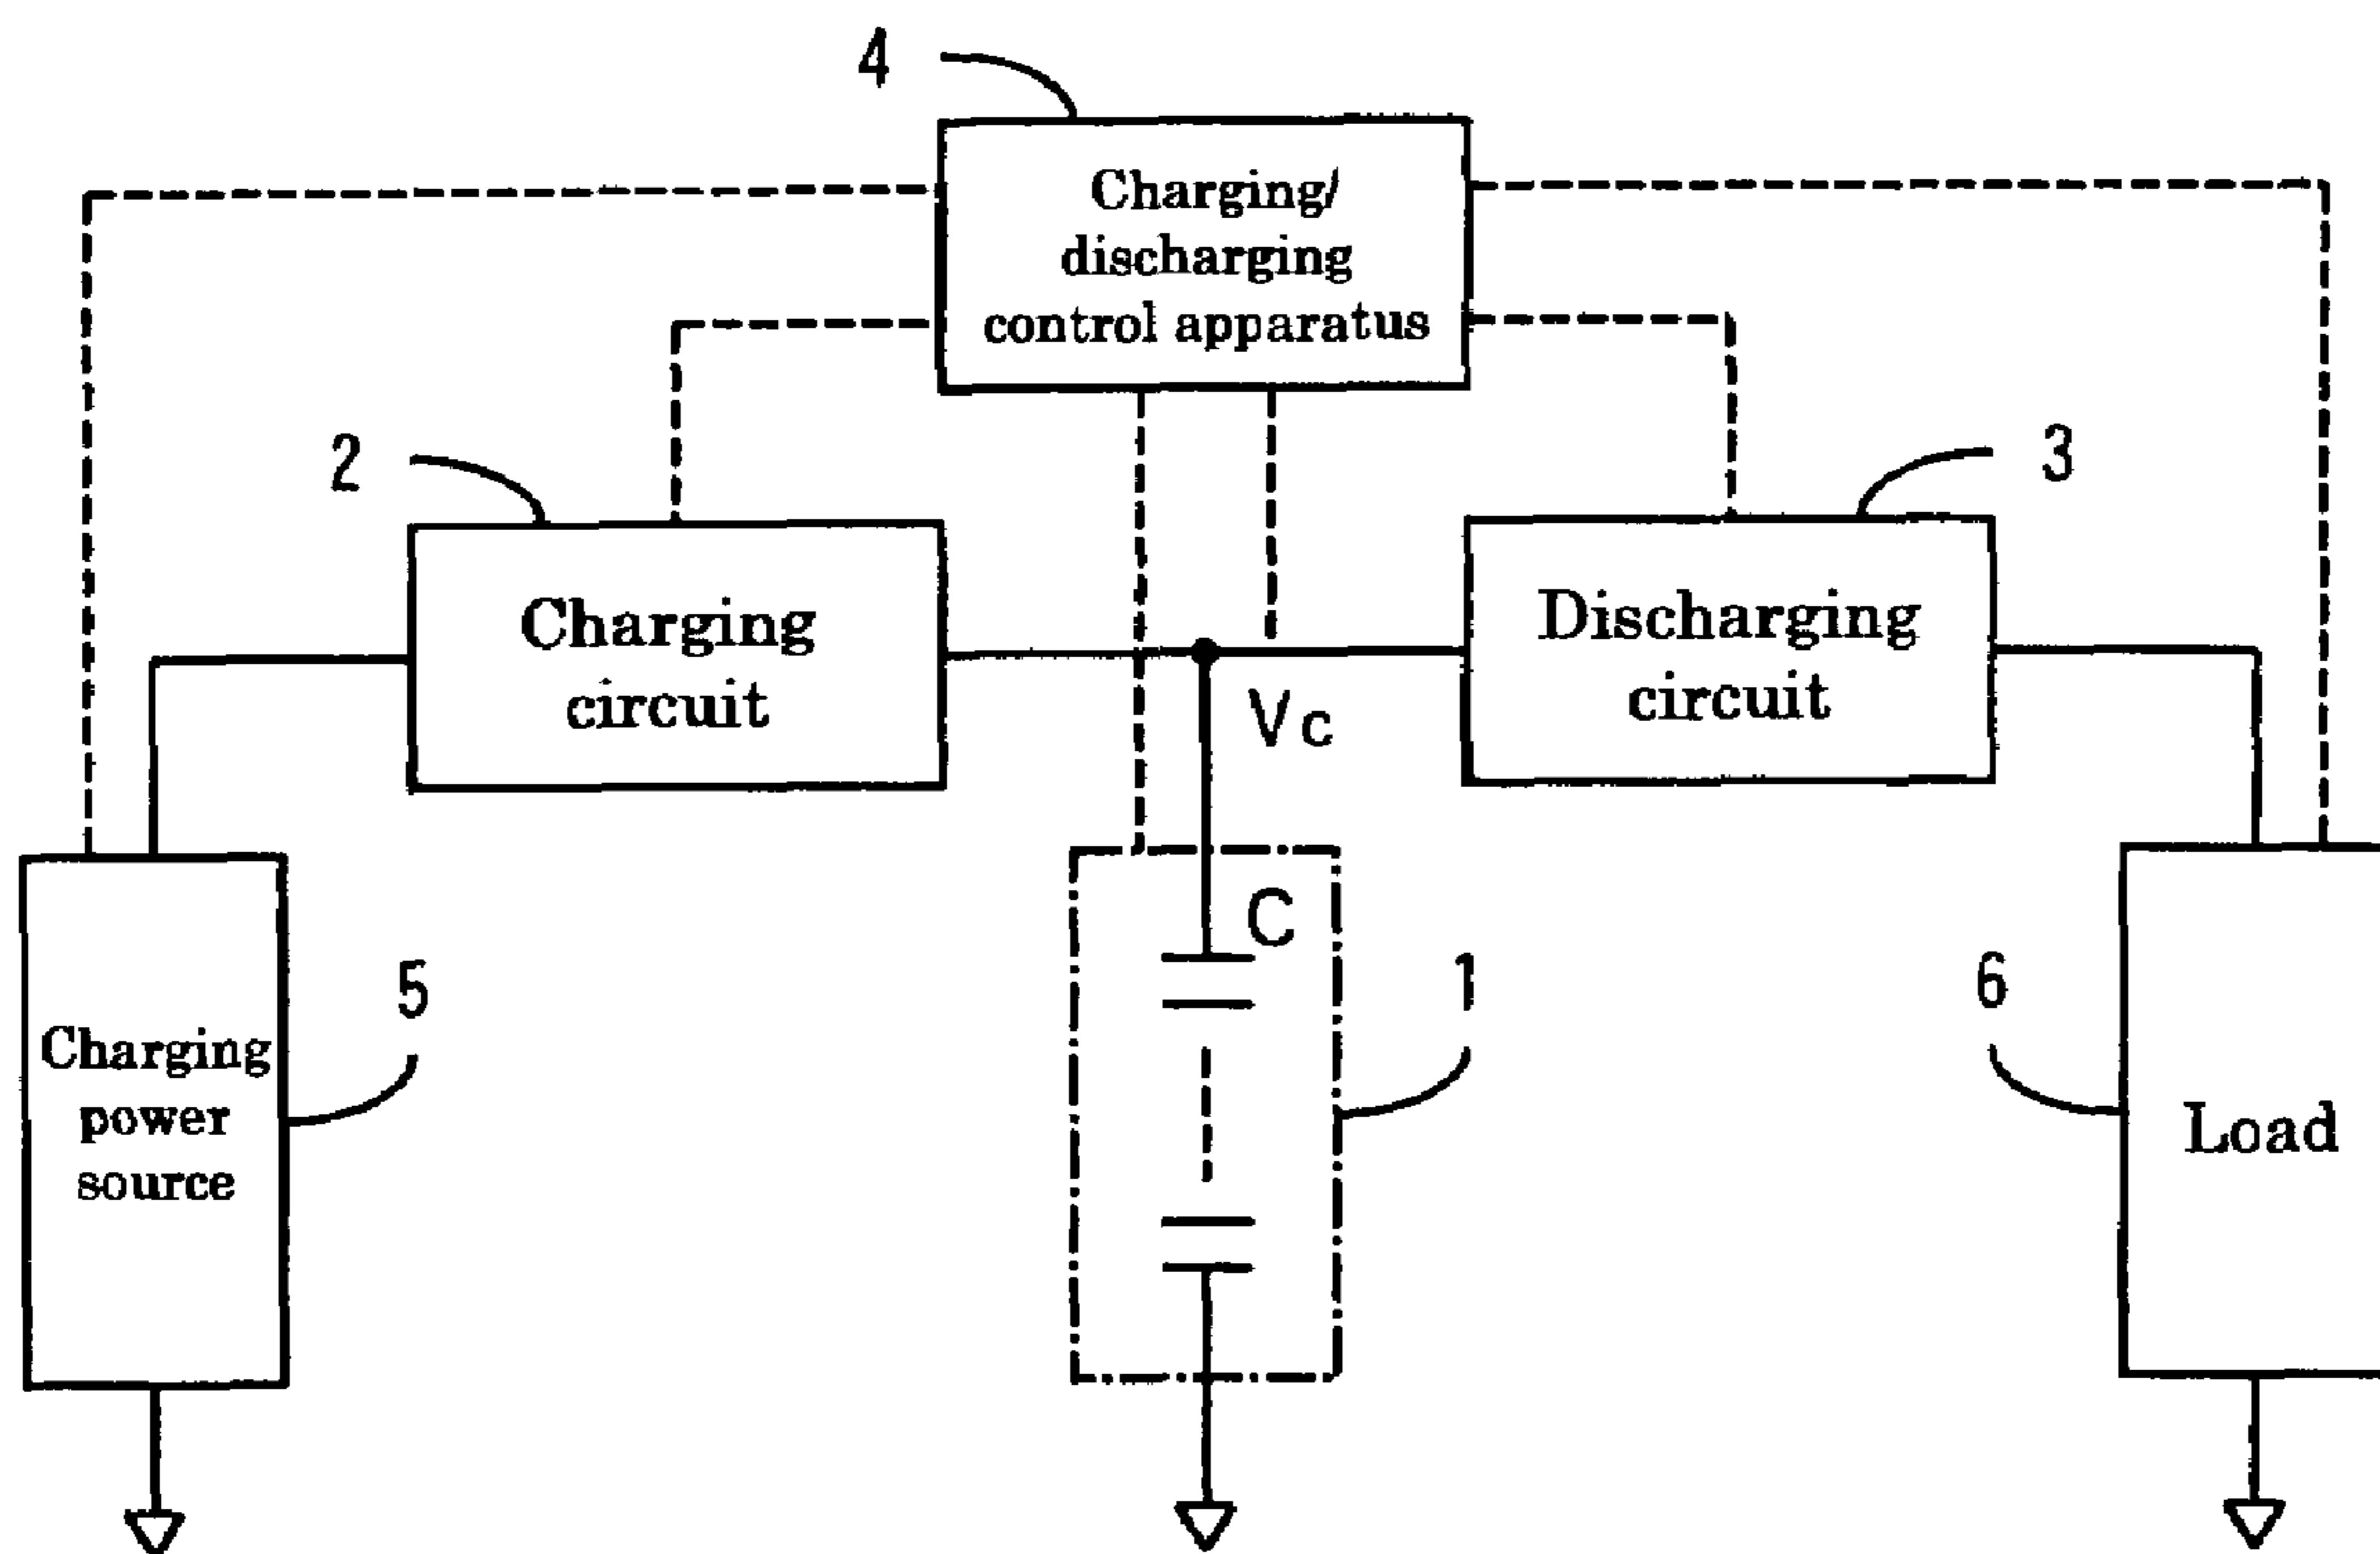 4
Charging/
discharging
control apparatus
2
3
Charging
circuit
Discharging
circuit
Vc
C
5
1
6
Charging
power
source
Load